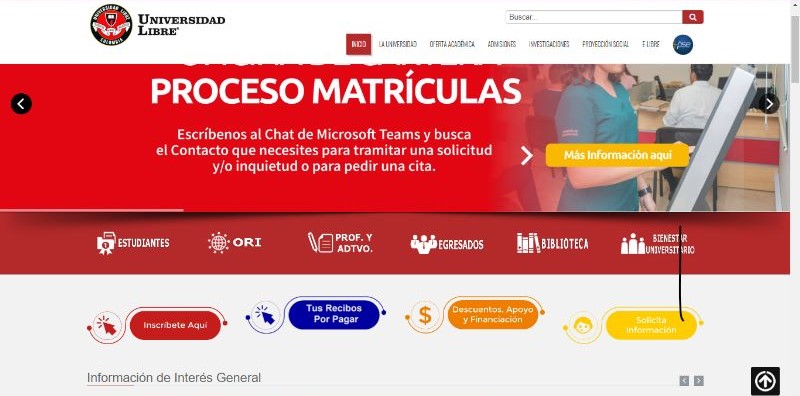 UNIVERSIDAD LIBRE COLOMBIA
UNIVERSIDAD
LIBRE®
Buscar...
INICIO LA UNIVERSIDAD OFERTA ACADÉMICA ADMISIONES INVESTIGACIONES PROYECCIÓN SOCIAL E-LIBRE pse
PROCESO MATRÍCULAS
Escríbenos al Chat de Microsoft Teams y busca
el Contacto que necesites para tramitar una solicitud
y/o inquietud o para pedir una cita.
Más Información aquí
ESTUDIANTES
ORI
PROF. Y
ADTVO.
EGRESADOS
BIBLIOTECA
BIENESTAR
UNIVERSITARIO
Inscríbete Aquí
Tus Recibos
Por Pagar
$
Descuentos, Apoyo
y Financiación
Solicita
Información
Información de Interés General